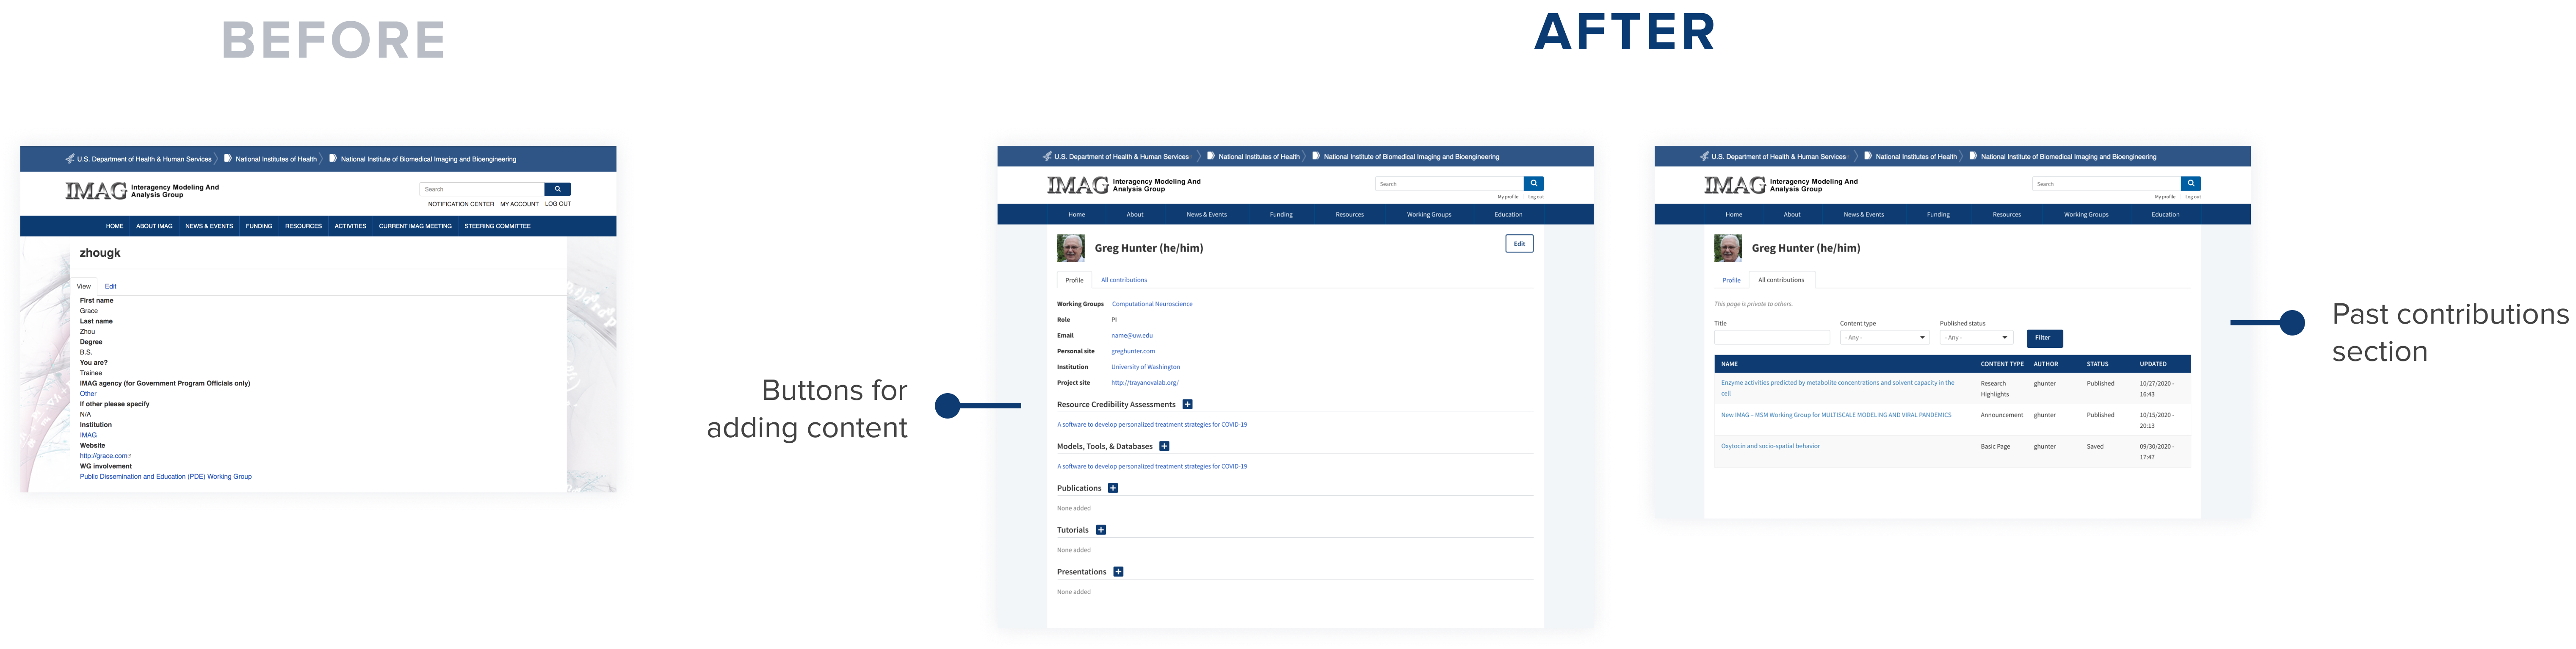 BEFORE
AFTER
U.S. Department of Health & Human Services
National Institutes of Health
National Institute of Biomedical Imaging and Bioengineering
IMAG Interagency Modeling And
Analysis Group
Search
NOTIFICATION CENTER MY ACCOUNT LOG OUT
HOME ABOUT IMAG NEWS & EVENTS FUNDING RESOURCES ACTIVITIES CURRENT IMAG MEETING STEERING COMMITTEE
zhougk
View Edit
First name
Grace
Last name
Zhou
Degree
B.S.
You are?
Trainee
IMAG agency (for Government Program Officials only)
Other
If other please specify
N/A
Institution
IMAG
Website
http://grace.com
WG involvement
Public Dissemination and Education (PDE) Working Group
Buttons for
adding content
U.S. Department of Health & Human Services
National Institutes of Health
National Institute of Biomedical Imaging and Bioengineering
IMAG Interagency Modeling And
Analysis Group
Search
My profile Log out
Home About News & Events Funding Resources Working Groups Education
Greg Hunter (he/him)
Edit
Profile All contributions
Working Groups Computational Neuroscience
Role PI
Email name@uw.edu
Personal site greghunter.com
Institution University of Washington
Project site http://trayanovalab.org/
Resource Credibility Assessments +
A software to develop personalized treatment strategies for COVID-19
Models, Tools, & Databases +
A software to develop personalized treatment strategies for COVID-19
Publications +
None added
Tutorials +
None added
Presentations +
None added
U.S. Department of Health & Human Services
National Institutes of Health
National Institute of Biomedical Imaging and Bioengineering
IMAG Interagency Modeling And
Analysis Group
Search
My profile Log out
Home About News & Events Funding Resources Working Groups Education
Greg Hunter (he/him)
Profile All contributions
This page is private to others.
Title Content type Published status
- Any - - Any - Filter
NAME CONTENT TYPE AUTHOR STATUS UPDATED
Enzyme activities predicted by metabolite concentrations and solvent capacity in the Research ghunter Published 10/27/2020 -
cell Highlights 16:43
New IMAG – MSM Working Group for MULTISCALE MODELING AND VIRAL PANDEMICS Announcement ghunter Published 10/15/2020 -
20:13
Oxytocin and socio-spatial behavior Basic Page ghunter Saved 09/30/2020 -
17:47
Past contributions
section